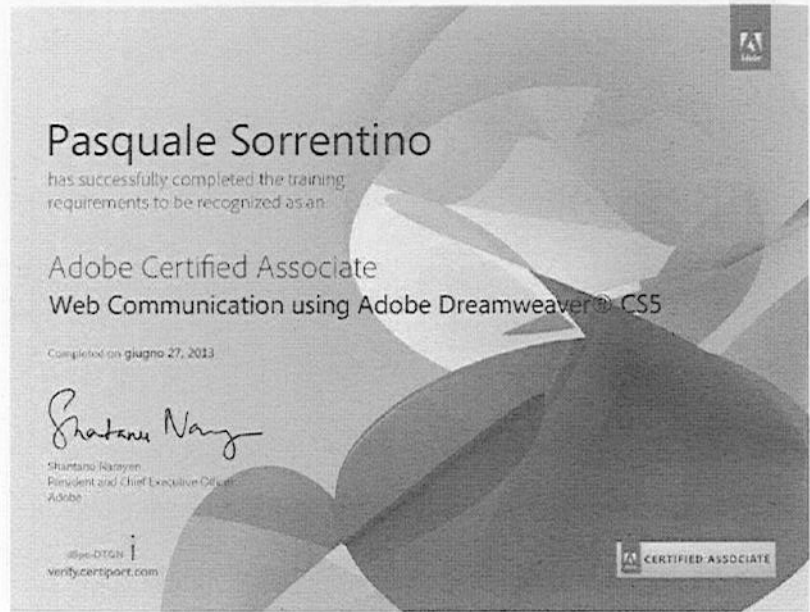 Adobe
Pasquale Sorrentino
has successfully completed the training
requirements to be recognized as an
Adobe Certified Associate
Web Communication using Adobe Dreamweaver® CS5
Completed on giugno 27, 2013
Shantanu Narayen
President and Chief Executive Officer
Adobe
verify.certiport.com
CERTIFIED ASSOCIATE